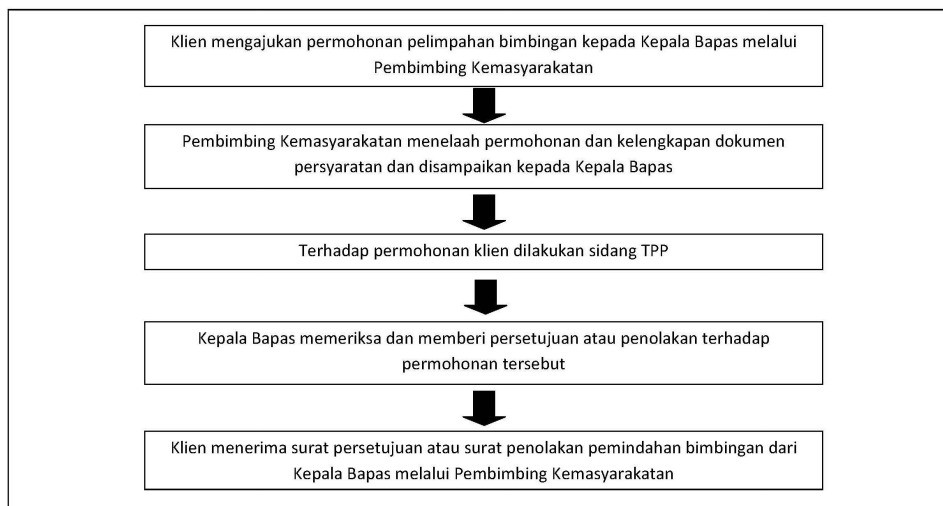 Klien mengajukan permohonan pelimpahan bimbingan kepada Kepala Bapas melalui
Pembimbing Kemasyarakatan
Pembimbing Kemasyarakatan menelaah permohonan dan kelengkapan dokumen
persyaratan dan disampaikan kepada Kepala Bapas
Terhadap permohonan klien dilakukan sidang TPP
Kepala Bapas memeriksa dan memberi persetujuan atau penolakan terhadap
permohonan tersebut
Klien menerima surat persetujuan atau surat penolakan pemindahan bimbingan dari
Kepala Bapas melalui Pembimbing Kemasyarakatan